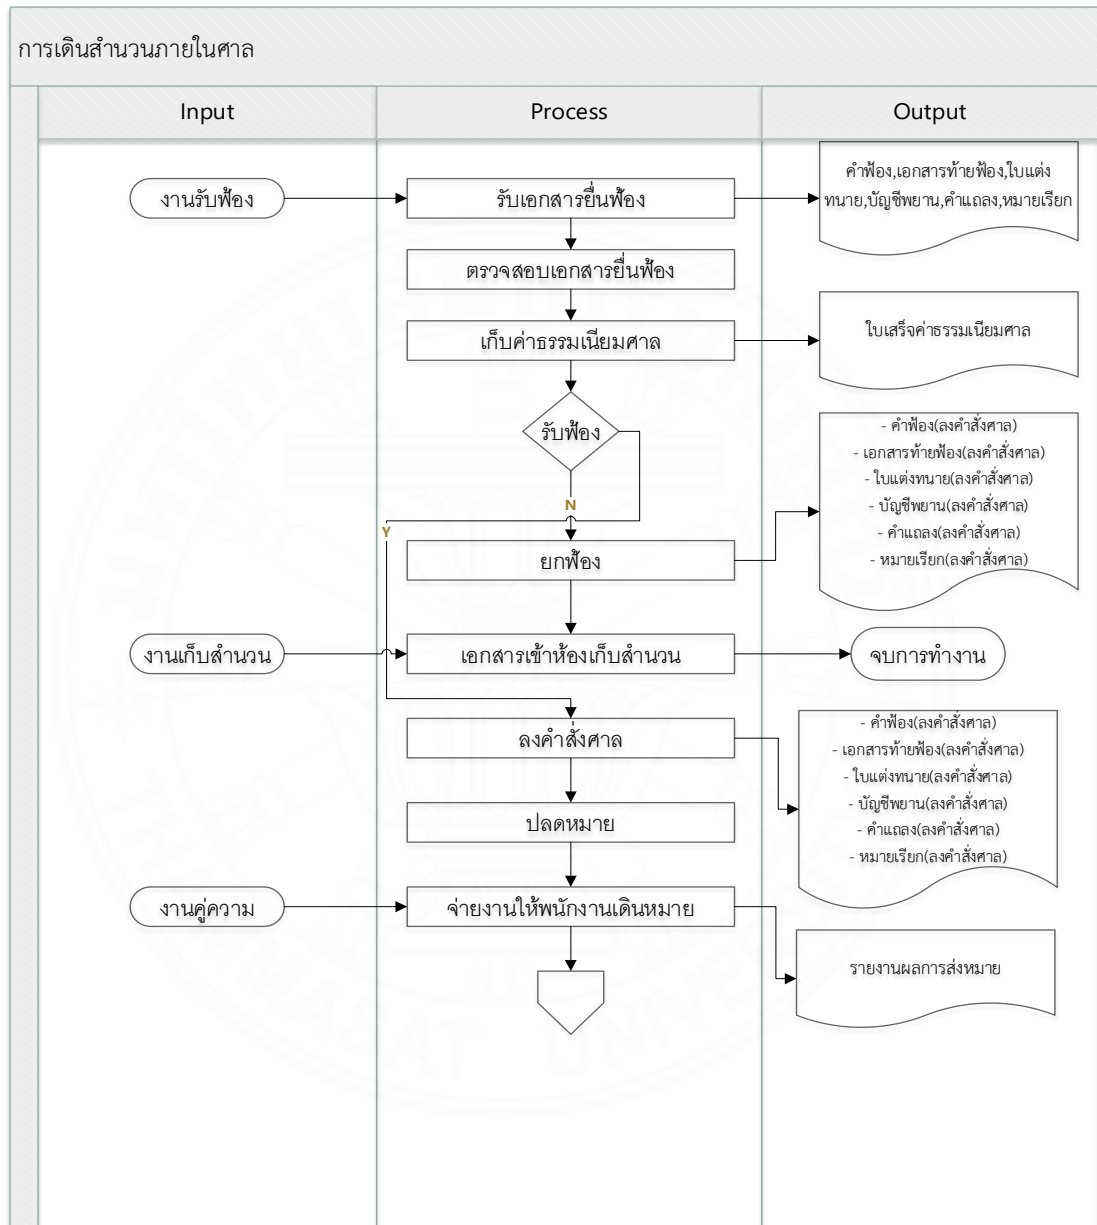 การเดินสำนวนภายในศาล
Input
Process
Output
งานรับฟ้อง
รับเอกสารยื่นฟ้อง
คำฟ้อง,เอกสารท้ายฟ้อง,ใบแต่ง
ทนาย,บัญชีพยาน,คำแถลง,หมายเรียก
ตรวจสอบเอกสารยื่นฟ้อง
เก็บค่าธรรมเนียมศาล
ใบเสร็จค่าธรรมเนียมศาล
รับฟ้อง
- คำฟ้อง(ลงคำสั่งศาล)
- เอกสารท้ายฟ้อง(ลงคำสั่งศาล)
- ใบแต่งทนาย(ลงคำสั่งศาล)
- บัญชีพยาน(ลงคำสั่งศาล)
- คำแถลง(ลงคำสั่งศาล)
- หมายเรียก(ลงคำสั่งศาล)
N
Y
ยกฟ้อง
งานเก็บสำนวน
เอกสารเข้าห้องเก็บสำนวน
จบการทำงาน
ลงคำสั่งศาล
- คำฟ้อง(ลงคำสั่งศาล)
- เอกสารท้ายฟ้อง(ลงคำสั่งศาล)
- ใบแต่งทนาย(ลงคำสั่งศาล)
- บัญชีพยาน(ลงคำสั่งศาล)
- คำแถลง(ลงคำสั่งศาล)
- หมายเรียก(ลงคำสั่งศาล)
ปลดหมาย
งานคู่ความ
จ่ายงานให้พนักงานเดินหมาย
รายงานผลการส่งหมาย
THAMMASAT UNIVERSITY